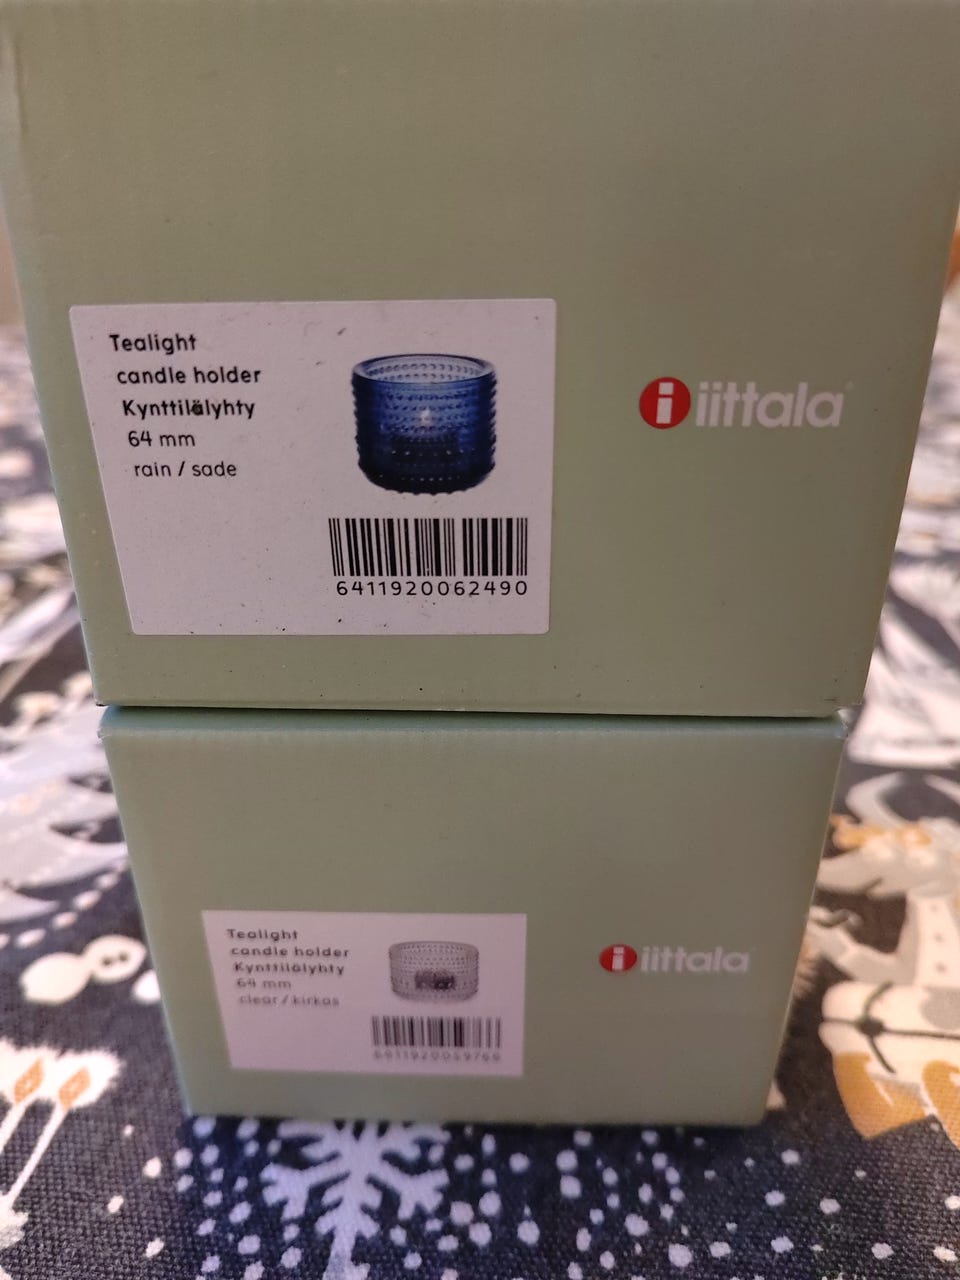 Tealight
candle holder
Kynttilälyhty
64 mm
rain / sade
6411920062490
i iittala
Tealight
candle holder
Kynttilälyhty
64 mm
clear / kirkas
i iittala